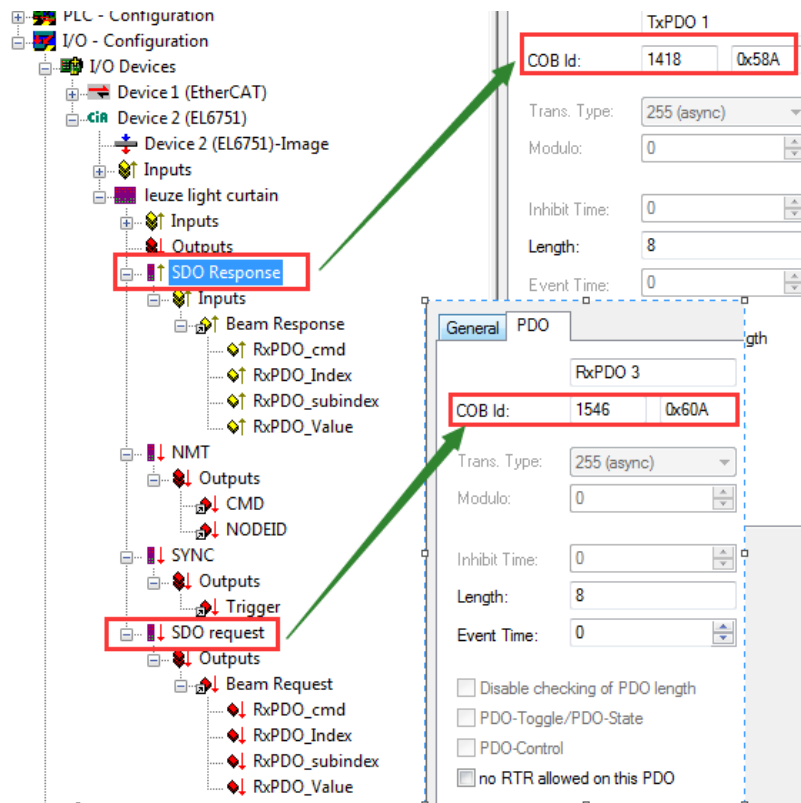 PLC - Configuration
I/O - Configuration
I/O Devices
Device 1 (EtherCAT)
CiA Device 2 (EL6751)
Device 2 (EL6751)-Image
Inputs
leuze light curtain
Inputs
Outputs
SDO Response
Inputs
Beam Response
RxPDO_cmd
RxPDO_Index
RxPDO_subindex
RxPDO_Value
NMT
Outputs
CMD
NODEID
SYNC
Outputs
Trigger
SDO request
Outputs
Beam Request
RxPDO_cmd
RxPDO_Index
RxPDO_subindex
RxPDO_Value
TxPDO 1
COB Id: 1418 0x58A
Trans. Type: 255 (async)
Modulo: 0
Inhibit Time: 0
Length: 8
Event Time: 0
gth
General PDO
RxPDO 3
COB Id: 1546 0x60A
Trans. Type: 255 (async)
Modulo: 0
Inhibit Time: 0
Length: 8
Event Time: 0
Disable checking of PDO length
PDO-Toggle/PDO-State
PDO-Control
no RTR allowed on this PDO